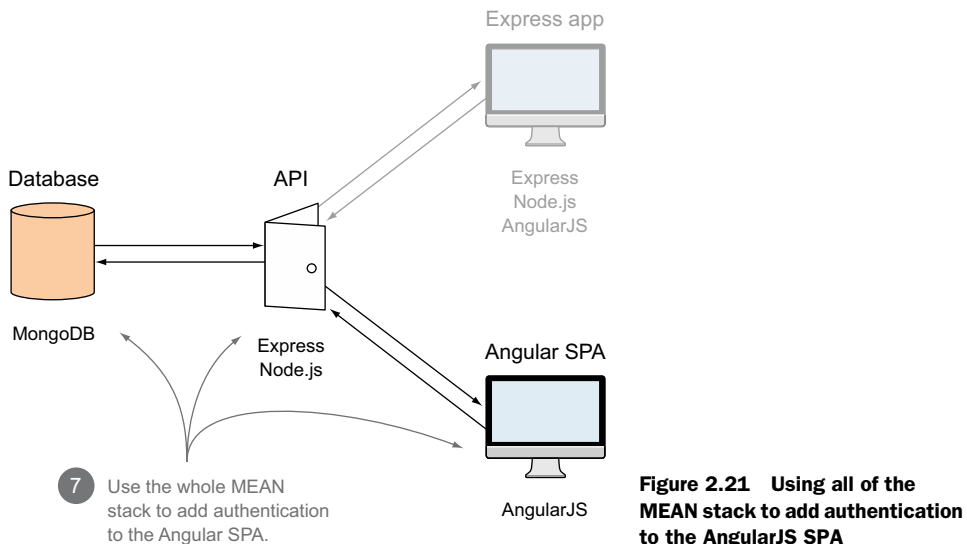 Express app
Express
Node.js
AngularJS
Database
MongoDB
API
Express
Node.js
Angular SPA
AngularJS
7 Use the whole MEAN
stack to add authentication
to the Angular SPA.
Figure 2.21 Using all of the
MEAN stack to add authentication
to the AngularJS SPA